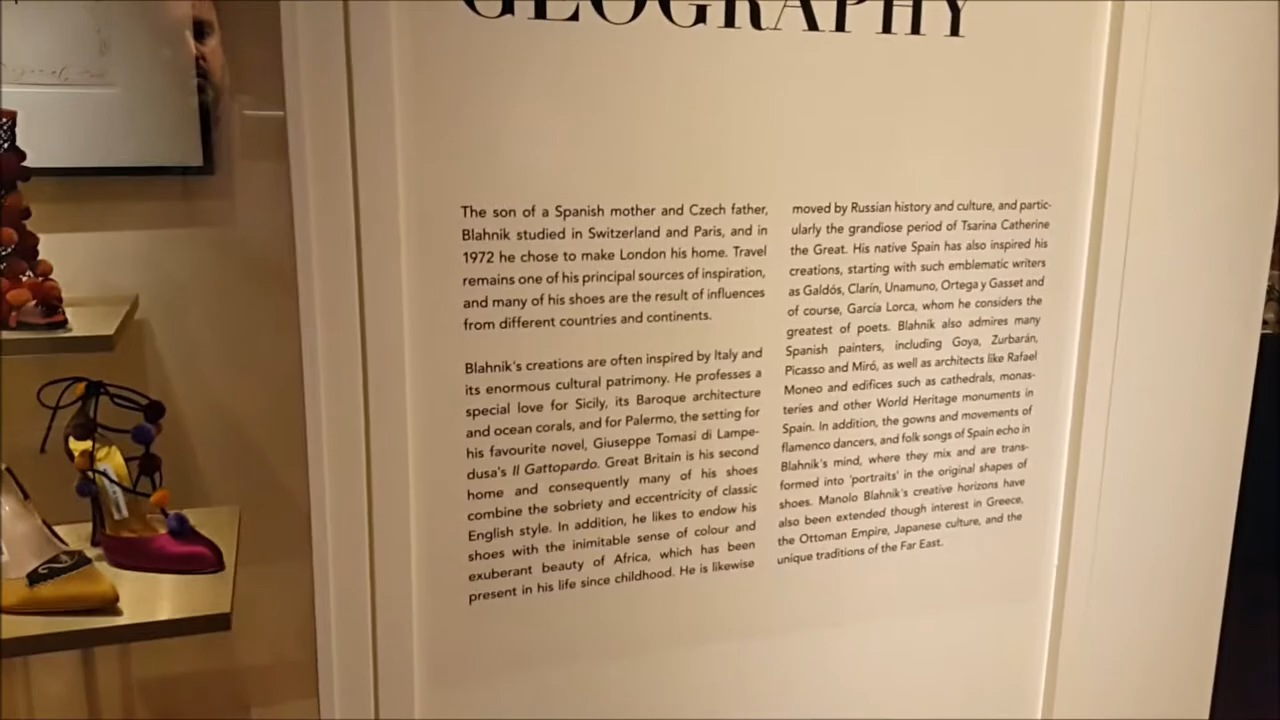 GEOGRAPHY
The son of a Spanish mother and Czech father,
Blahnik studied in Switzerland and Paris, and in
1972 he chose to make London his home. Travel
remains one of his principal sources of inspiration,
and many of his shoes are the result of influences
from different countries and continents.
Blahnik's creations are often inspired by Italy and
its enormous cultural patrimony. He professes a
special love for Sicily, its Baroque architecture
and ocean corals, and for Palermo, the setting for
his favourite novel, Giuseppe Tomasi di Lampe-
dusa's Il Gattopardo. Great Britain is his second
home and consequently many of his shoes
combine the sobriety and eccentricity of classic
English style. In addition, he likes to endow his
shoes with the inimitable sense of colour and
exuberant beauty of Africa, which has been
present in his life since childhood. He is likewise
moved by Russian history and culture, and partic-
ularly the grandiose period of Tsarina Catherine
the Great. His native Spain has also inspired his
creations, starting with such emblematic writers
as Galdós, Clarín, Unamuno, Ortega y Gasset and
of course, García Lorca, whom he considers the
greatest of poets. Blahnik also admires many
Spanish painters, including Goya, Zurbarán,
Picasso and Miró, as well as architects like Rafael
Moneo and edifices such as cathedrals, monas-
teries and other World Heritage monuments in
Spain. In addition, the gowns and movements of
flamenco dancers, and folk songs of Spain echo in
Blahnik's mind, where they mix and are trans-
formed into 'portraits' in the original shapes of
shoes. Manolo Blahnik's creative horizons have
also been extended though interest in Greece,
the Ottoman Empire, Japanese culture, and the
unique traditions of the Far East.